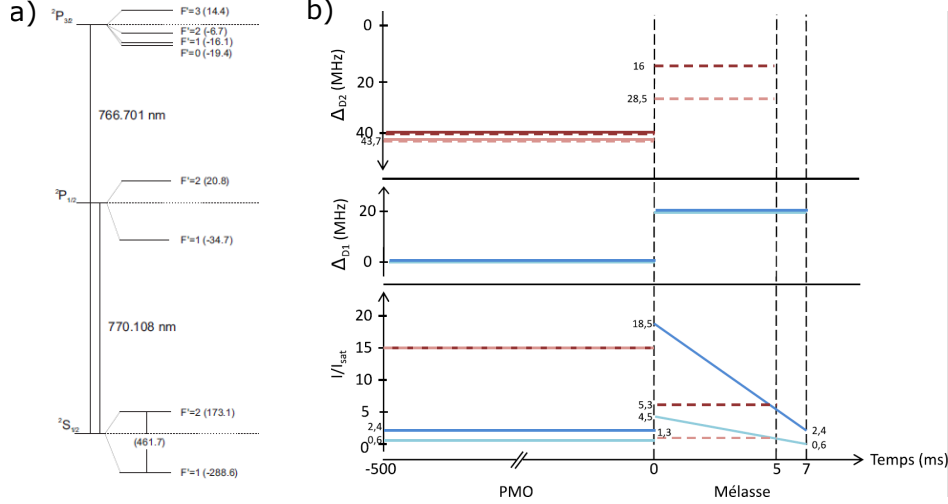 a)
²P₃/₂
F'=3 (14.4)
F'=2 (-6.7)
F'=1 (-16.1)
F'=0 (-19.4)
766.701 nm
²P₁/₂
F'=2 (20.8)
F'=1 (-34.7)
770.108 nm
²S₁/₂
F'=2 (173.1)
(461.7)
F'=1 (-288.6)
b)
Δ_D2 (MHz)
0
20
40
43,7
16
28,5
Δ_D1 (MHz)
20
0
I/I_sat
20
15
10
5
0
2,4
0,6
18,5
5,3
4,5
1,3
2,4
0,6
-500
0
5
7
Temps (ms)
PMO
Mélasse